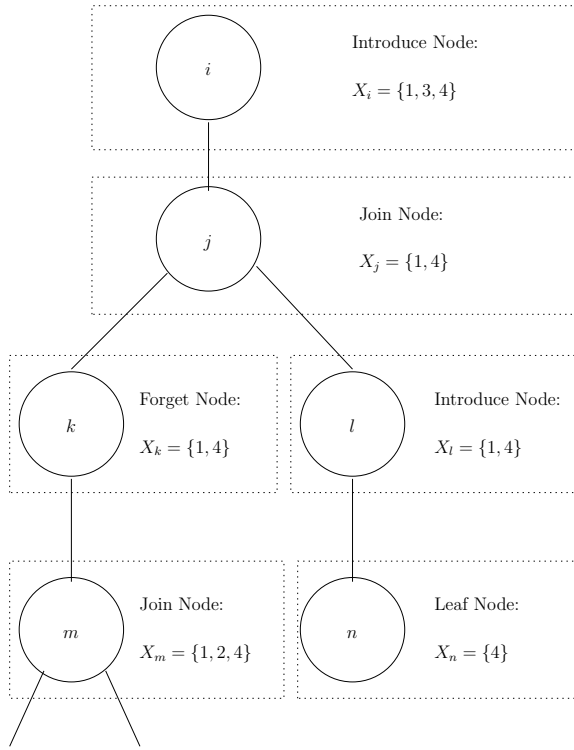 Introduce Node:
i
X_i = {1, 3, 4}
Join Node:
j
X_j = {1, 4}
Forget Node:
k
X_k = {1, 4}
Introduce Node:
l
X_l = {1, 4}
Join Node:
m
X_m = {1, 2, 4}
Leaf Node:
n
X_n = {4}